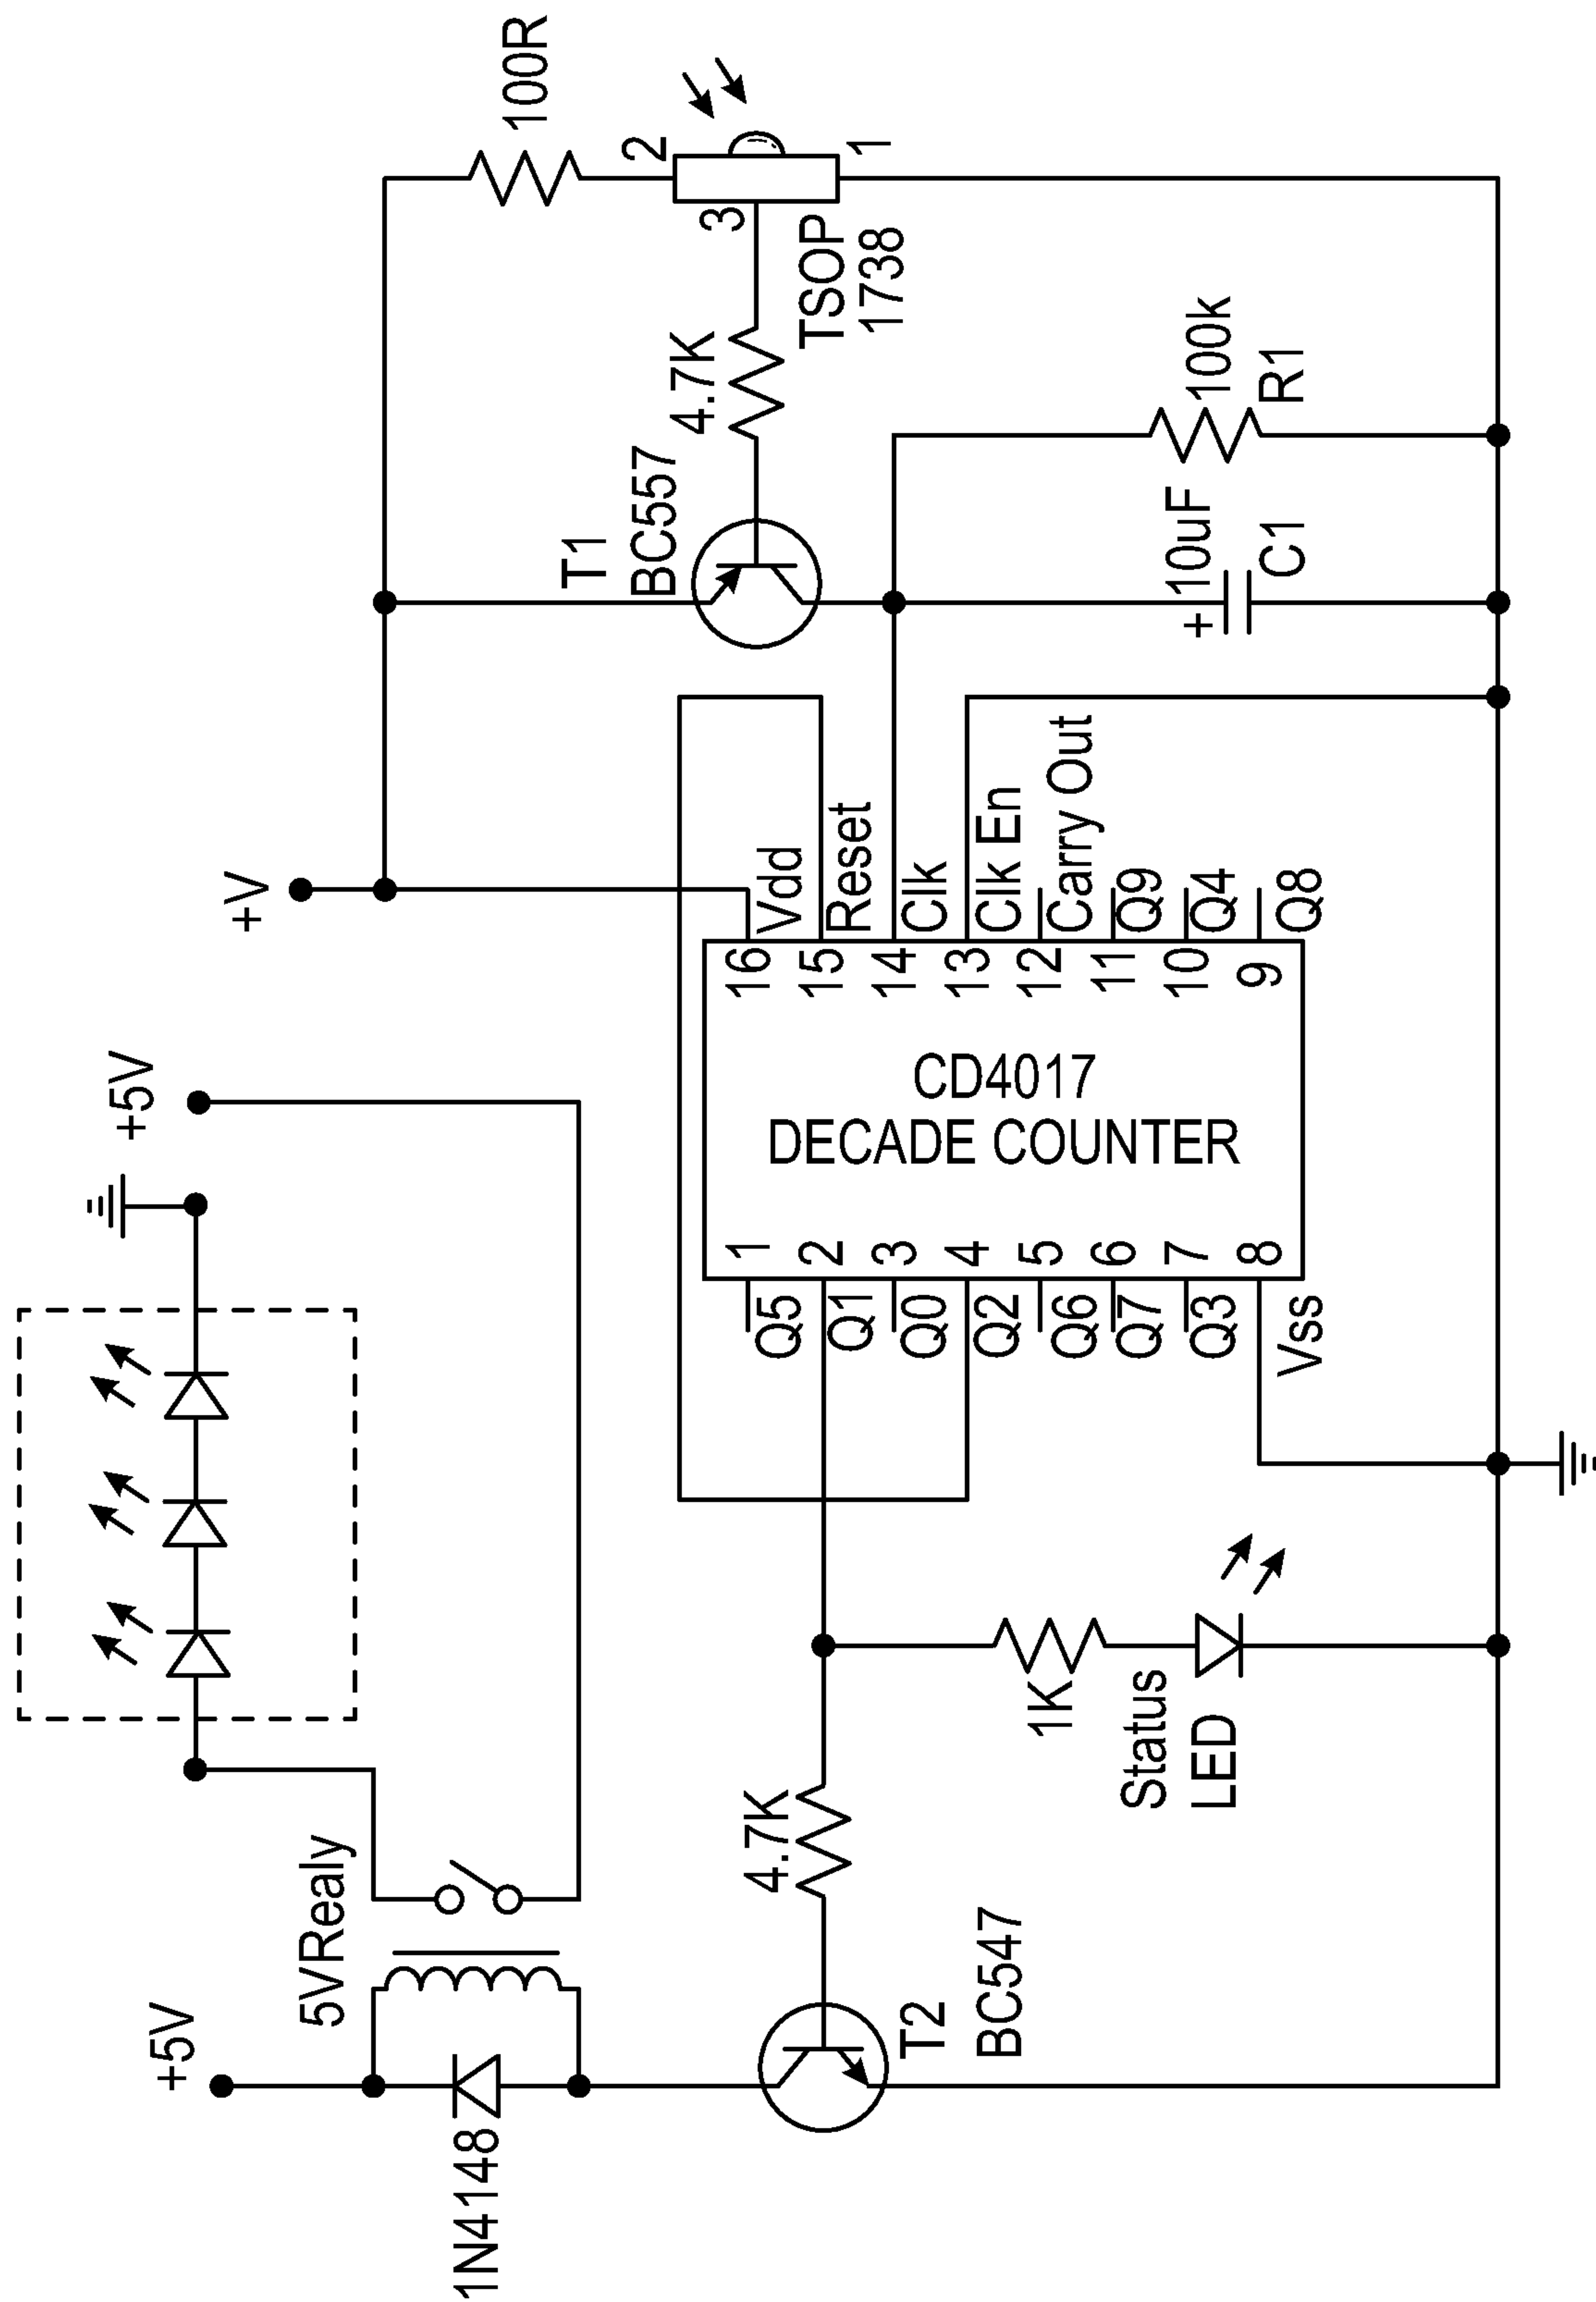 +5V
5VRealy
1N4148
T2
BC547
4.7K
1K
Status
LED
+5V
+V
CD4017
DECADE COUNTER
1
2
3
4
5
6
7
8
Q5
Q1
Q0
Q2
Q6
Q7
Q3
Vss
16
15
14
13
12
11
10
9
Vdd
Reset
Clk
Clk En
Carry Out
Q9
Q4
Q8
T1
BC557
4.7K
100R
2
3
1
TSOP
1738
+
10uF
C1
100k
R1